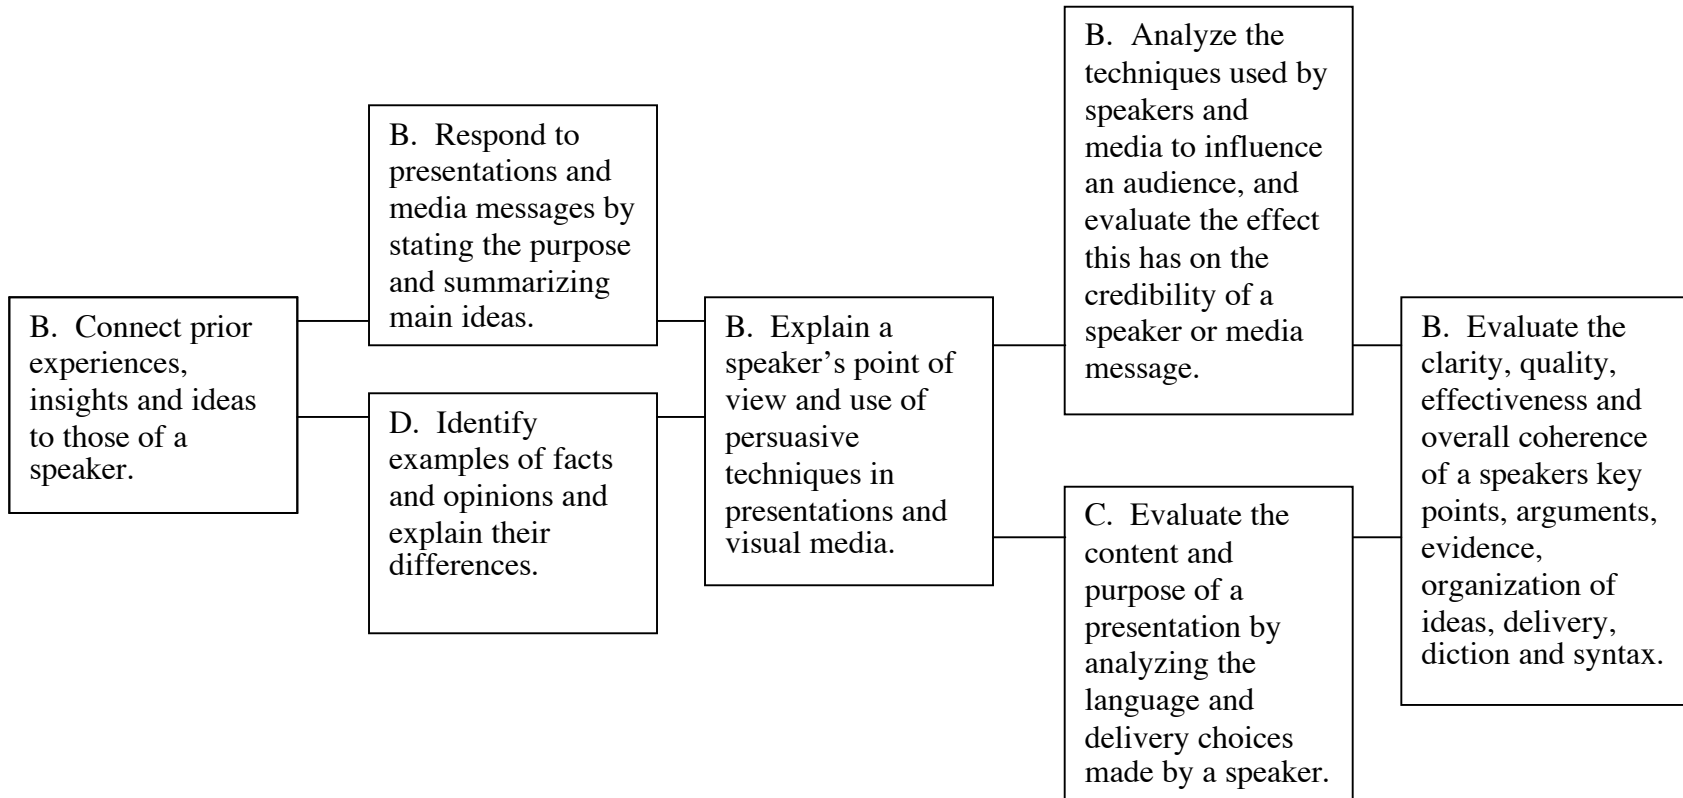 B. Connect prior
experiences,
insights and ideas
to those of a
speaker.
B. Respond to
presentations and
media messages by
stating the purpose
and summarizing
main ideas.
D. Identify
examples of facts
and opinions and
explain their
differences.
B. Explain a
speaker’s point of
view and use of
persuasive
techniques in
presentations and
visual media.
B. Analyze the
techniques used by
speakers and
media to influence
an audience, and
evaluate the effect
this has on the
credibility of a
speaker or media
message.
C. Evaluate the
content and
purpose of a
presentation by
analyzing the
language and
delivery choices
made by a speaker.
B. Evaluate the
clarity, quality,
effectiveness and
overall coherence
of a speakers key
points, arguments,
evidence,
organization of
ideas, delivery,
diction and syntax.